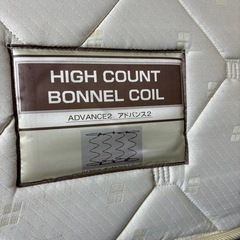 HIGH COUNT
BONNEL COIL
ADVANCE2 アドバンス2